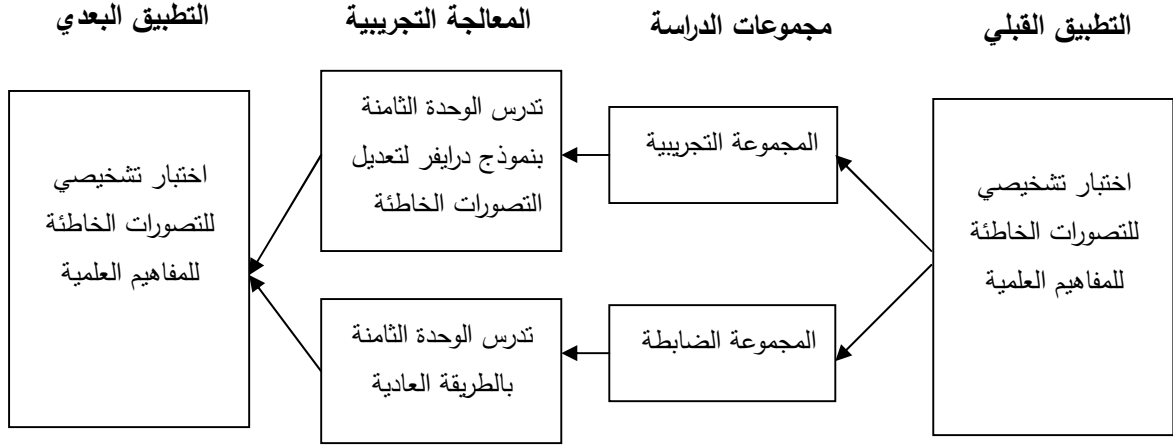 التطبيق القبلي
مجموعات الدراسة
المعالجة التجريبية
التطبيق البعدي
اختبار تشخيصي
للتصورات الخاطئة
للمفاهيم العلمية
المجموعة التجريبية
المجموعة الضابطة
تدرس الوحدة الثامنة
بنموذج درايفر لتعديل
التصورات الخاطئة
تدرس الوحدة الثامنة
بالطريقة العادية
اختبار تشخيصي
للتصورات الخاطئة
للمفاهيم العلمية